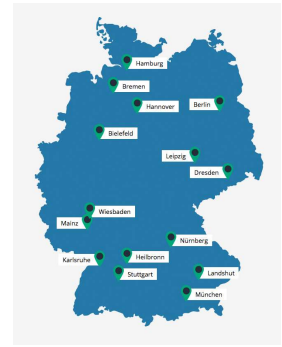 Hamburg
Bremen
Hannover
Berlin
Bielefeld
Leipzig
Dresden
Wiesbaden
Mainz
Nürnberg
Karlsruhe
Heilbronn
Stuttgart
Landshut
München